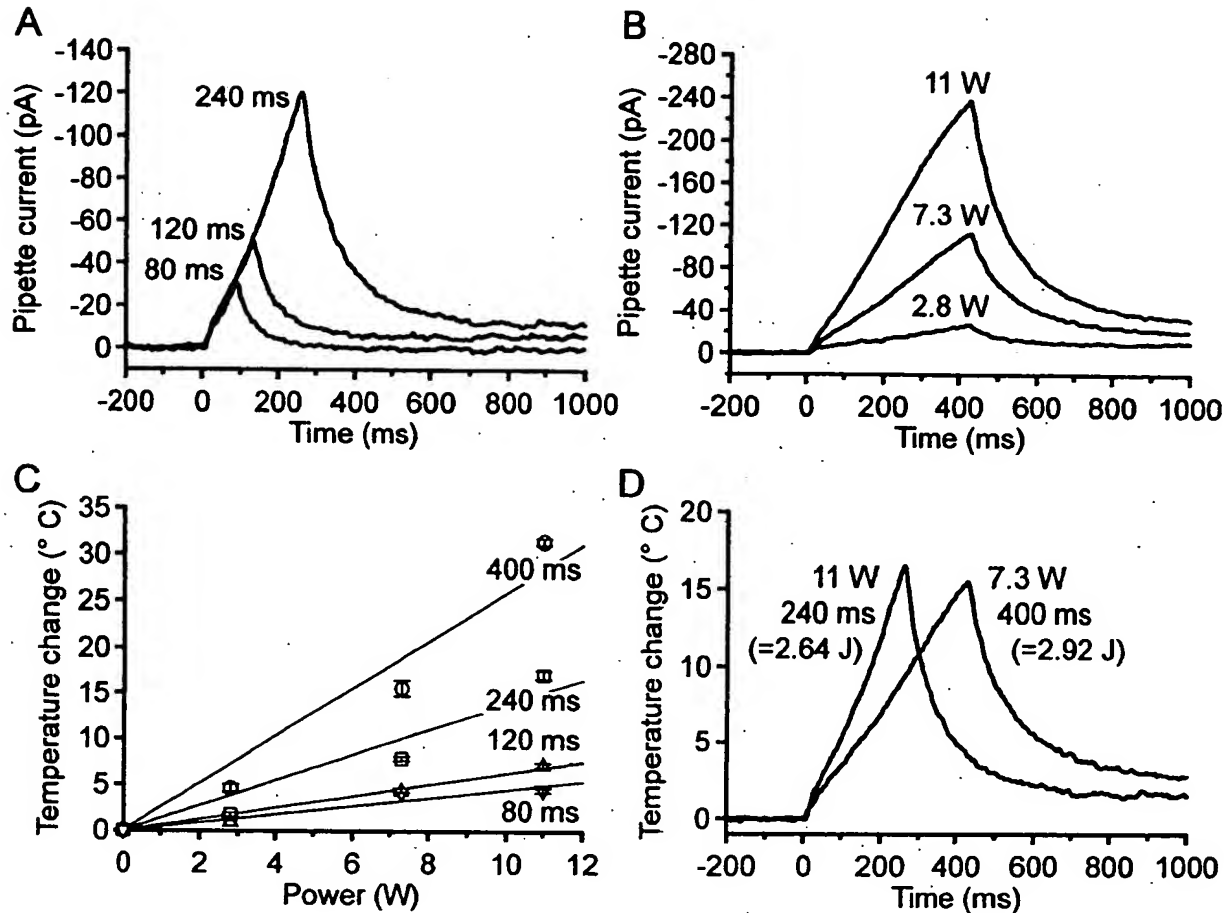 A
Pipette current (pA)
-140
-120
-100
-80
-60
-40
-20
0
240 ms
120 ms
80 ms
-200 0 200 400 600 800 1000
Time (ms)
B
Pipette current (pA)
-280
-240
-200
-160
-120
-80
-40
0
11 W
7.3 W
2.8 W
-200 0 200 400 600 800 1000
Time (ms)
C
Temperature change (° C)
35
30
25
20
15
10
5
0
400 ms
240 ms
120 ms
80 ms
0 2 4 6 8 10 12
Power (W)
D
Temperature change (° C)
20
15
10
5
0
11 W
240 ms
(=2.64 J)
7.3 W
400 ms
(=2.92 J)
-200 0 200 400 600 800 1000
Time (ms)